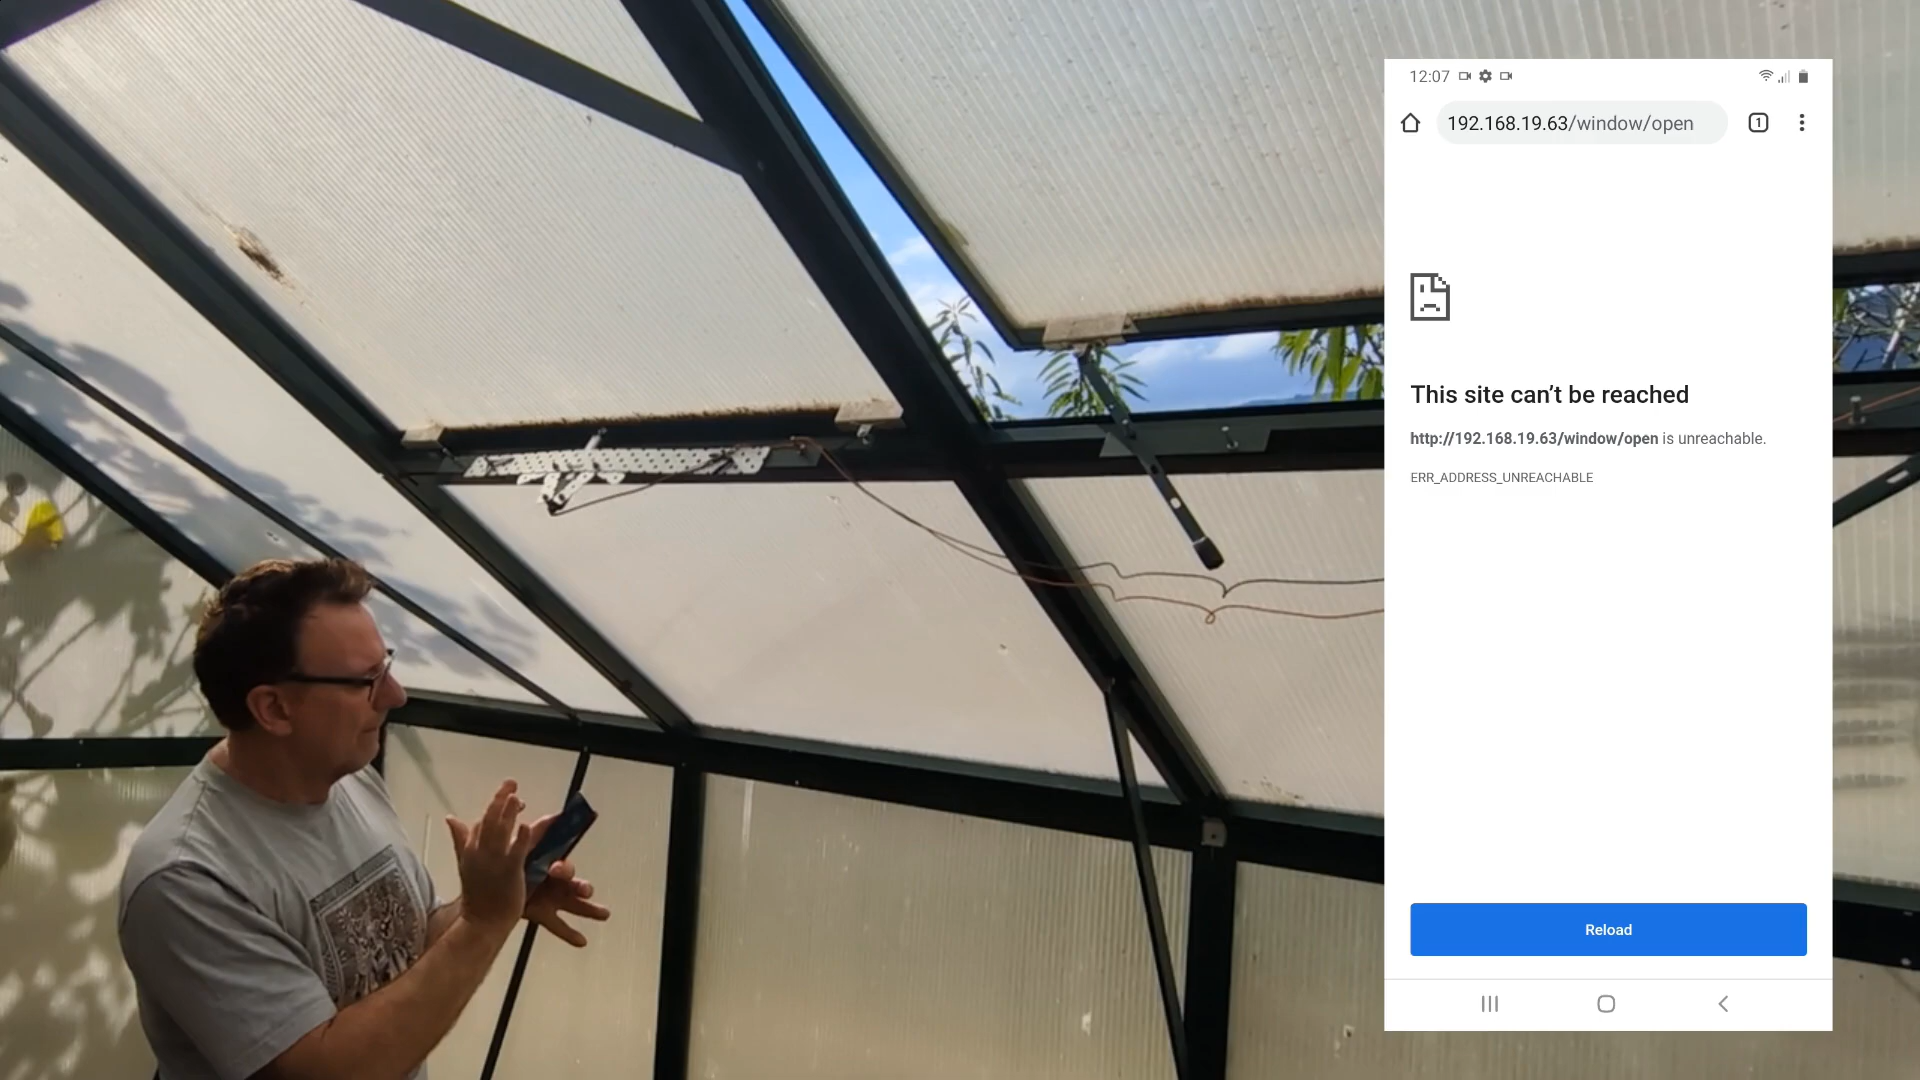 12:07
192.168.19.63/window/open
1
This site can't be reached
http://192.168.19.63/window/open is unreachable.
ERR_ADDRESS_UNREACHABLE
Reload